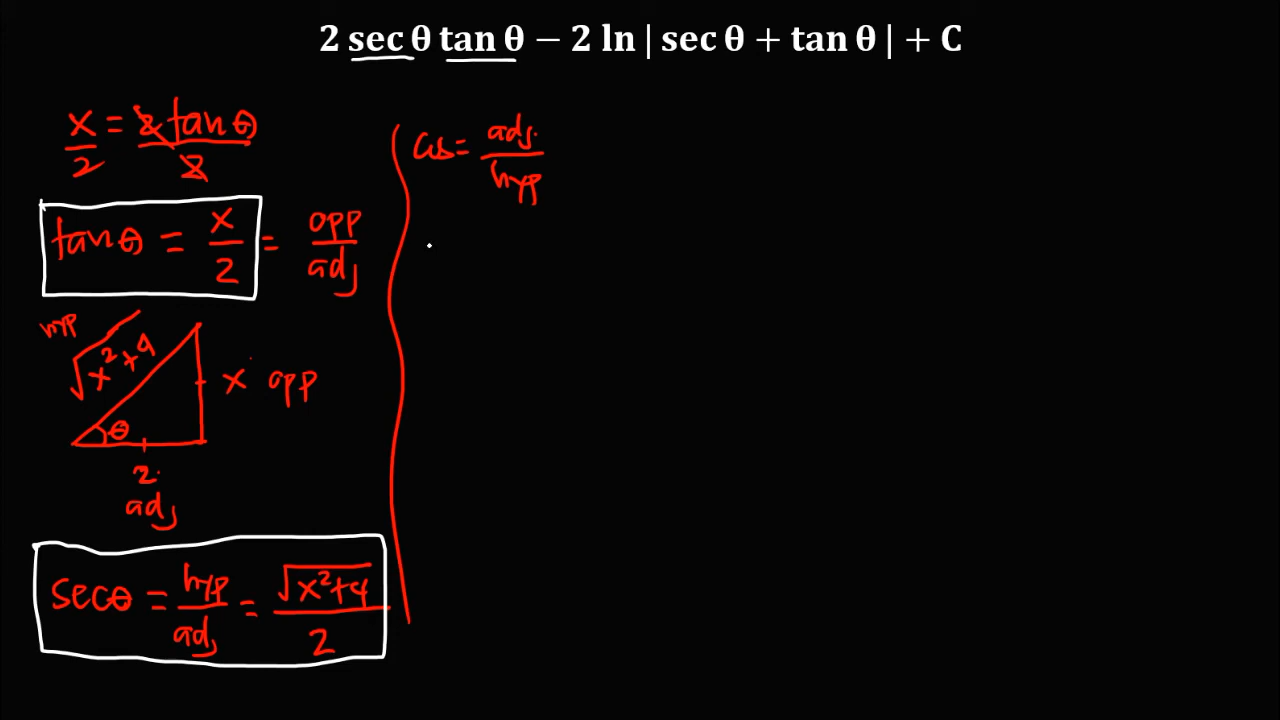 2 sec θ tan θ − 2 ln | sec θ + tan θ | + C
x/2 = 2 tan θ/2
tan θ = x/2 = opp/adj
hyp
√x²+4
x opp
θ
2
adj
sec θ = hyp/adj = √x²+4/2
cos = adj./hyp